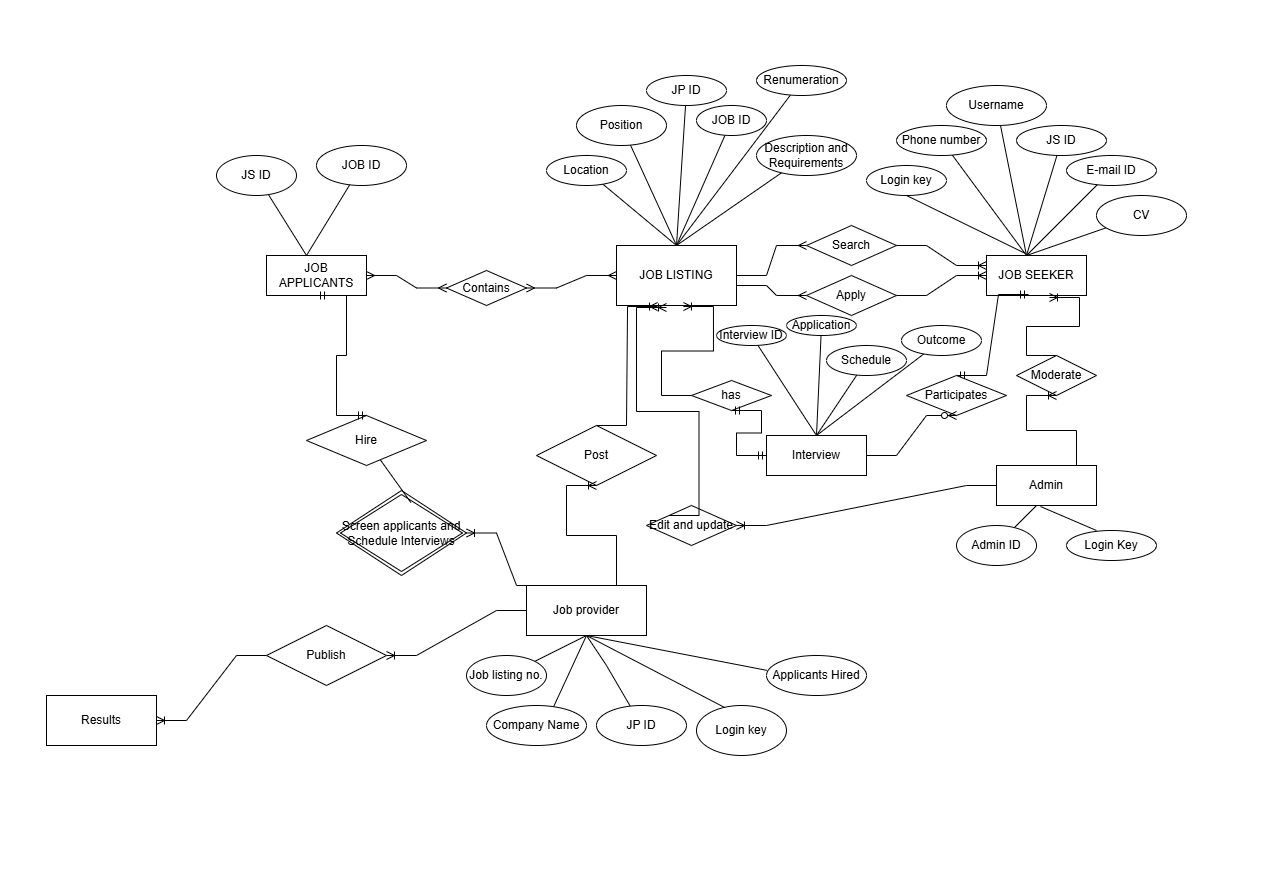 Renumeration
JP ID
Username
Position
JOB ID
Phone number
JS ID
Description and
Requirements
JOB ID
JS ID
Location
Login key
E-mail ID
CV
Search
JOB
APPLICANTS
JOB LISTING
JOB SEEKER
Contains
Apply
Interview ID
Application
Outcome
Schedule
Moderate
has
Participates
Hire
Post
Interview
Admin
Screen applicants and
Schedule Interviews
Edit and update
Admin ID
Login Key
Job provider
Publish
Job listing no.
Applicants Hired
Results
Company Name
JP ID
Login key